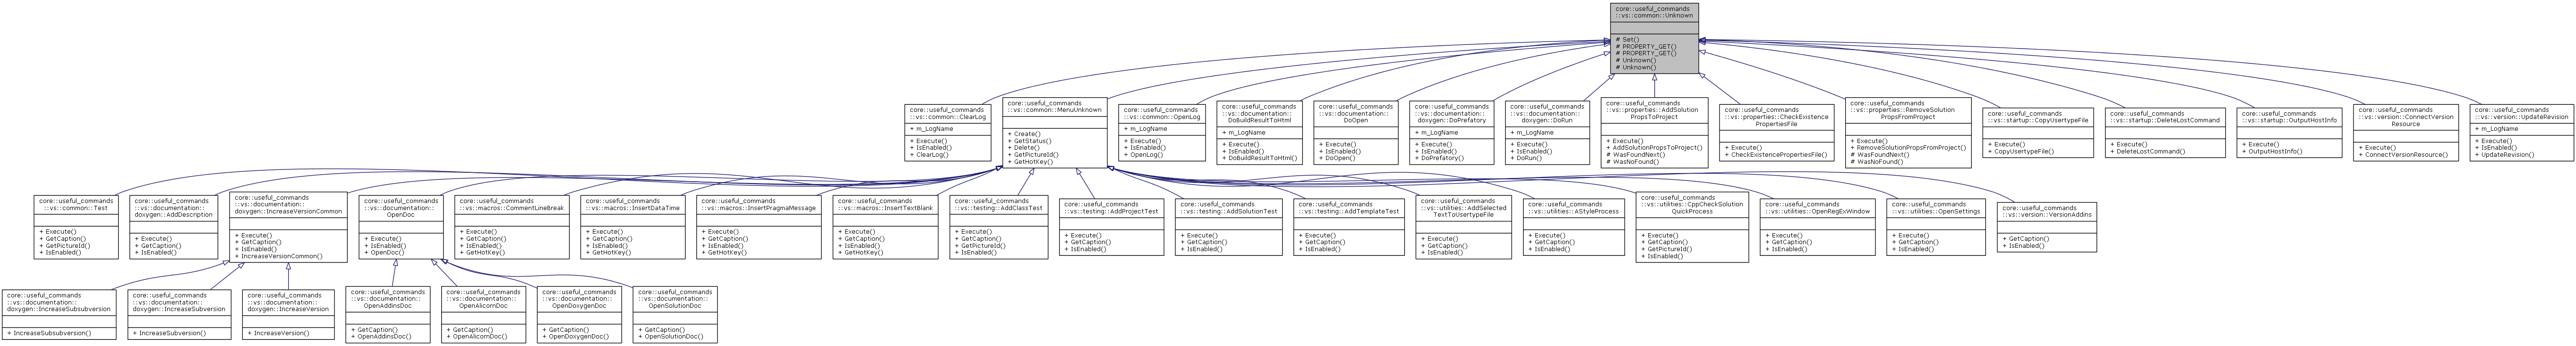 core::useful_commands
::vs::common::Unknown
# Set()
# PROPERTY_GET()
# PROPERTY_GET()
# Unknown()
# Unknown()
core::useful_commands
::vs::common::ClearLog
+ m_LogName
+ Execute()
+ IsEnabled()
+ ClearLog()
core::useful_commands
::vs::common::MenuUnknown
+ Create()
+ GetStatus()
+ Delete()
+ GetPictureId()
+ GetHotKey()
core::useful_commands
::vs::common::OpenLog
+ m_LogName
+ Execute()
+ IsEnabled()
+ OpenLog()
core::useful_commands
::vs::documentation::
DoBuildResultToHtml
+ m_LogName
+ Execute()
+ IsEnabled()
+ DoBuildResultToHtml()
core::useful_commands
::vs::documentation::
DoOpen
+ Execute()
+ IsEnabled()
+ DoOpen()
core::useful_commands
::vs::documentation::
doxygen::DoPrefatory
+ m_LogName
+ Execute()
+ IsEnabled()
+ DoPrefatory()
core::useful_commands
::vs::documentation::
doxygen::DoRun
+ m_LogName
+ Execute()
+ IsEnabled()
+ DoRun()
core::useful_commands
::vs::properties::AddSolution
PropsToProject
+ Execute()
+ AddSolutionPropsToProject()
# WasFoundNext()
# WasNoFound()
core::useful_commands
::vs::properties::CheckExistence
PropertiesFile
+ Execute()
+ CheckExistencePropertiesFile()
core::useful_commands
::vs::properties::RemoveSolution
PropsFromProject
+ Execute()
+ RemoveSolutionPropsFromProject()
# WasFoundNext()
# WasNoFound()
core::useful_commands
::vs::startup::CopyUsertypeFile
+ Execute()
+ CopyUsertypeFile()
core::useful_commands
::vs::startup::DeleteLostCommand
+ Execute()
+ DeleteLostCommand()
core::useful_commands
::vs::startup::OutputHostInfo
+ Execute()
+ OutputHostInfo()
core::useful_commands
::vs::version::ConnectVersion
Resource
+ Execute()
+ ConnectVersionResource()
core::useful_commands
::vs::version::UpdateRevision
+ m_LogName
+ Execute()
+ IsEnabled()
+ UpdateRevision()
core::useful_commands
::vs::common::Test
+ Execute()
+ GetCaption()
+ GetPictureId()
+ IsEnabled()
core::useful_commands
::vs::documentation::
doxygen::AddDescription
+ Execute()
+ GetCaption()
+ IsEnabled()
core::useful_commands
::vs::documentation::
doxygen::IncreaseVersionCommon
+ Execute()
+ GetCaption()
+ IsEnabled()
+ IncreaseVersionCommon()
core::useful_commands
::vs::documentation::
OpenDoc
+ Execute()
+ IsEnabled()
+ OpenDoc()
core::useful_commands
::vs::macros::CommentLineBreak
+ Execute()
+ GetCaption()
+ IsEnabled()
+ GetHotKey()
core::useful_commands
::vs::macros::InsertDataTime
+ Execute()
+ GetCaption()
+ IsEnabled()
+ GetHotKey()
core::useful_commands
::vs::macros::InsertPragmaMessage
+ Execute()
+ GetCaption()
+ IsEnabled()
+ GetHotKey()
core::useful_commands
::vs::macros::InsertTextBlank
+ Execute()
+ GetCaption()
+ IsEnabled()
+ GetHotKey()
core::useful_commands
::vs::testing::AddClassTest
+ Execute()
+ GetCaption()
+ GetPictureId()
+ IsEnabled()
core::useful_commands
::vs::testing::AddProjectTest
+ Execute()
+ GetCaption()
+ IsEnabled()
core::useful_commands
::vs::testing::AddSolutionTest
+ Execute()
+ GetCaption()
+ IsEnabled()
core::useful_commands
::vs::testing::AddTemplateTest
+ Execute()
+ GetCaption()
+ IsEnabled()
core::useful_commands
::vs::utilities::AddSelected
TextToUsertypeFile
+ Execute()
+ GetCaption()
+ IsEnabled()
core::useful_commands
::vs::utilities::AStyleProcess
+ Execute()
+ GetCaption()
+ IsEnabled()
core::useful_commands
::vs::utilities::CppCheckSolution
QuickProcess
+ Execute()
+ GetCaption()
+ GetPictureId()
+ IsEnabled()
core::useful_commands
::vs::utilities::OpenRegExWindow
+ Execute()
+ GetCaption()
+ IsEnabled()
core::useful_commands
::vs::utilities::OpenSettings
+ Execute()
+ GetCaption()
+ IsEnabled()
core::useful_commands
::vs::version::VersionAddins
+ GetCaption()
+ IsEnabled()
core::useful_commands
::vs::documentation::
doxygen::IncreaseSubsubversion
+ IncreaseSubsubversion()
core::useful_commands
::vs::documentation::
doxygen::IncreaseSubversion
+ IncreaseSubversion()
core::useful_commands
::vs::documentation::
doxygen::IncreaseVersion
+ IncreaseVersion()
core::useful_commands
::vs::documentation::
OpenAddinsDoc
+ GetCaption()
+ OpenAddinsDoc()
core::useful_commands
::vs::documentation::
OpenAlicornDoc
+ GetCaption()
+ OpenAlicornDoc()
core::useful_commands
::vs::documentation::
OpenDoxygenDoc
+ GetCaption()
+ OpenDoxygenDoc()
core::useful_commands
::vs::documentation::
OpenSolutionDoc
+ GetCaption()
+ OpenSolutionDoc()